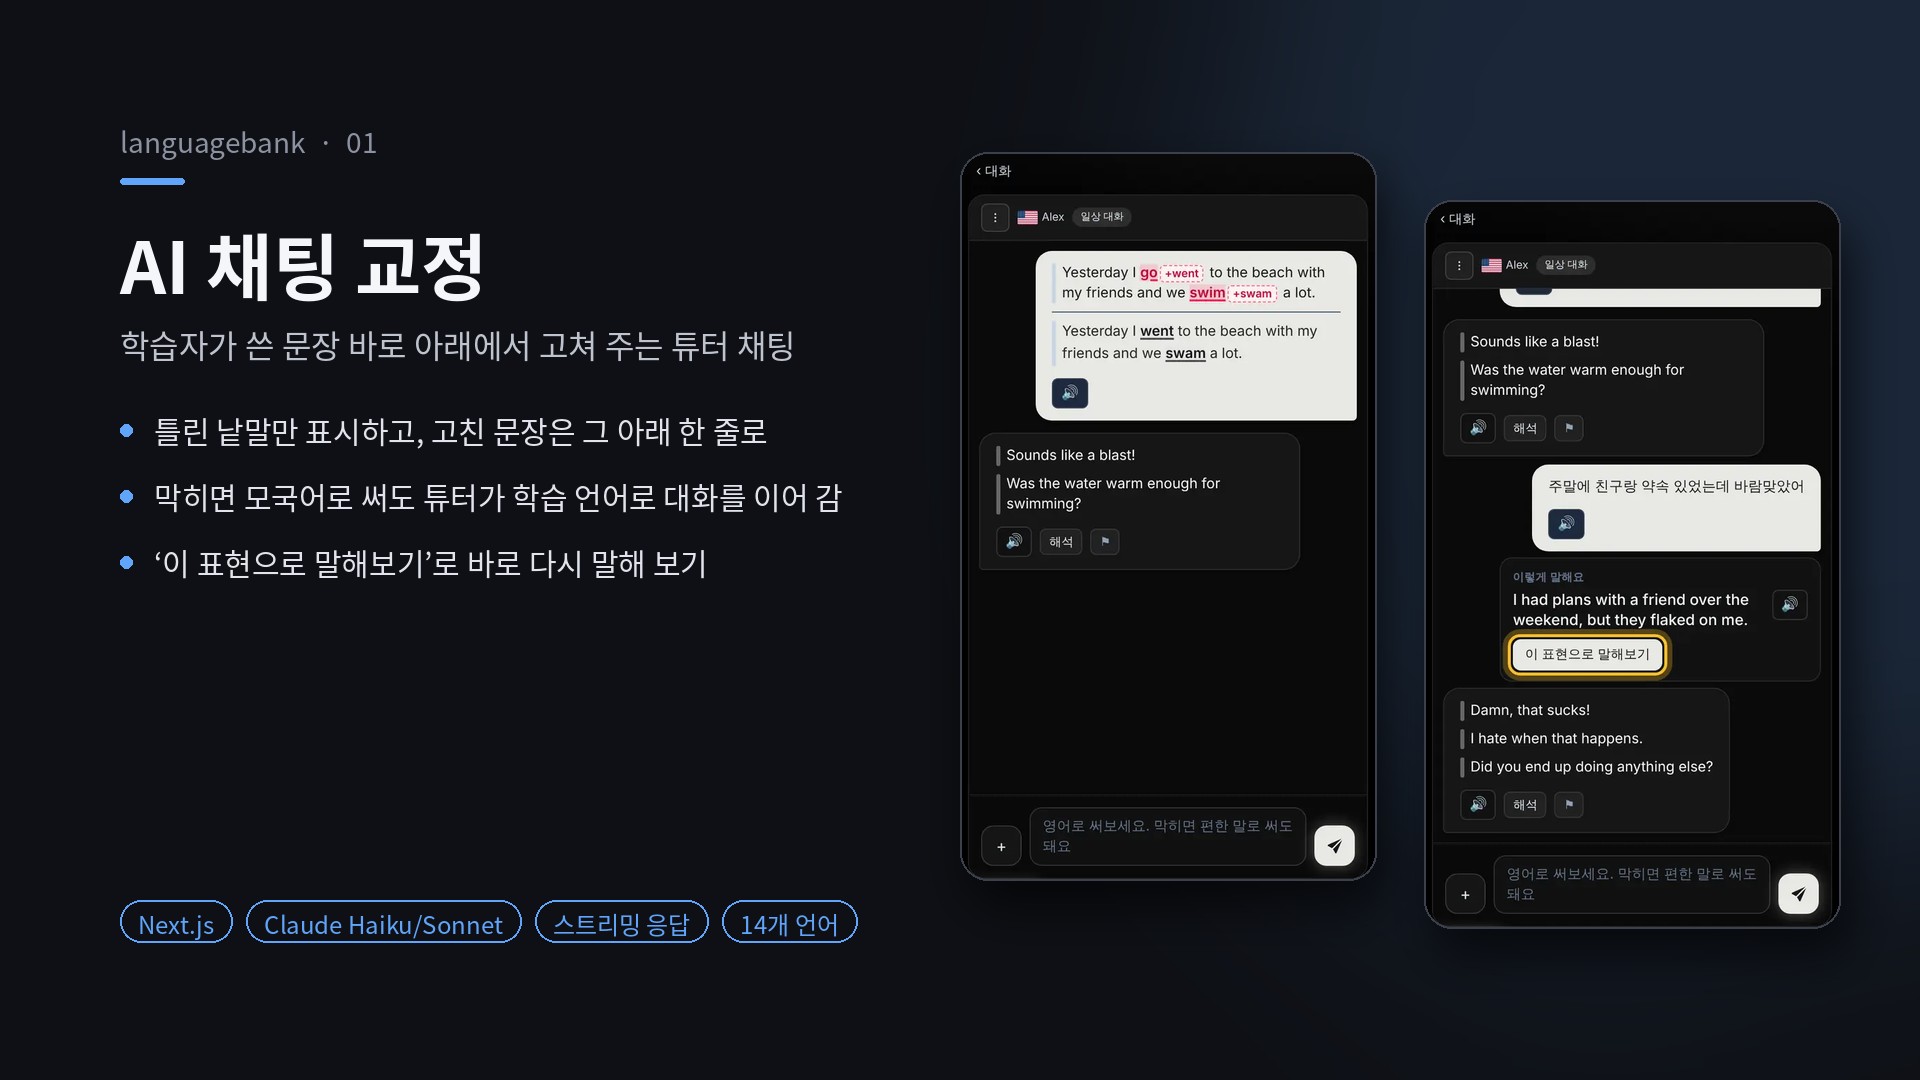 languagebank · 01
AI 채팅 교정
학습자가 쓴 문장 바로 아래에서 고쳐 주는 튜터 채팅
틀린 낱말만 표시하고, 고친 문장은 그 아래 한 줄로
막히면 모국어로 써도 튜터가 학습 언어로 대화를 이어 감
‘이 표현으로 말해보기’로 바로 다시 말해 보기
Next.js
Claude Haiku/Sonnet
스트리밍 응답
14개 언어
‹ 대화
Alex 일상 대화
Yesterday I go +went to the beach with
my friends and we swim +swam a lot.
Yesterday I went to the beach with my
friends and we swam a lot.
Sounds like a blast!
Was the water warm enough for
swimming?
해석
영어로 써보세요. 막히면 편한 말로 써도
돼요
+
‹ 대화
Alex 일상 대화
Sounds like a blast!
Was the water warm enough for
swimming?
해석
주말에 친구랑 약속 있었는데 바람맞았어
이렇게 말해요
I had plans with a friend over the
weekend, but they flaked on me.
이 표현으로 말해보기
Damn, that sucks!
I hate when that happens.
Did you end up doing anything else?
해석
영어로 써보세요. 막히면 편한 말로 써도
돼요
+